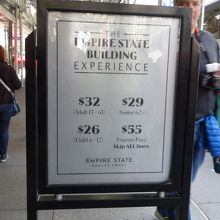 THE
EMPIRE STATE
BUILDING
EXPERIENCE
$32 $29
(Adult 13 - 61) (Senior 62+)
$26 $55
(Child 6 - 12) (Express Pass)
Skip ALL lines
EMPIRE STATE
REALTY TRUST